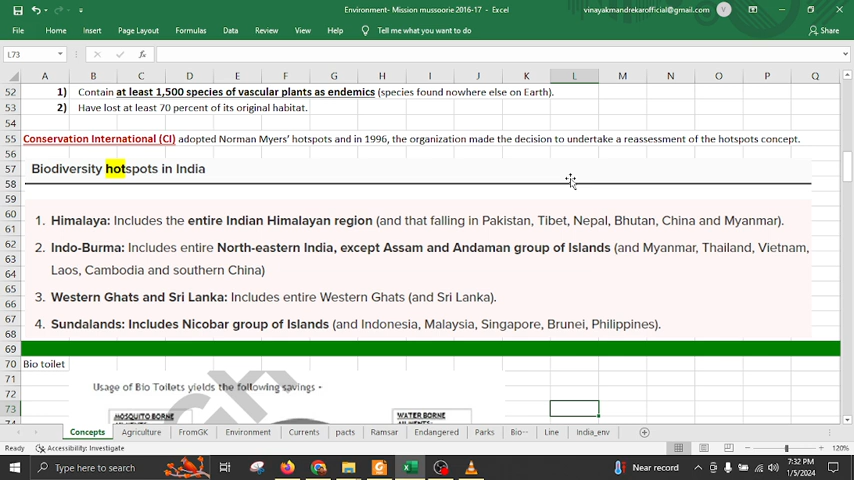 Environment- Mission mussoorie 2016-17 - Excel
vinayakmandrekarofficial@gmail.com
V
File Home Insert Page Layout Formulas Data Review View Help Tell me what you want to do Share
L73 fx
A B C D E F G H I J K L M N O P Q
52 1) Contain at least 1,500 species of vascular plants as endemics (species found nowhere else on Earth).
53 2) Have lost at least 70 percent of its original habitat.
54
55 Conservation International (CI) adopted Norman Myers' hotspots and in 1996, the organization made the decision to undertake a reassessment of the hotspots concept.
56
57 Biodiversity hotspots in India
58
59
60 1. Himalaya: Includes the entire Indian Himalayan region (and that falling in Pakistan, Tibet, Nepal, Bhutan, China and Myanmar).
61
62 2. Indo-Burma: Includes entire North-eastern India, except Assam and Andaman group of Islands (and Myanmar, Thailand, Vietnam,
63
64 Laos, Cambodia and southern China)
65
66 3. Western Ghats and Sri Lanka: Includes entire Western Ghats (and Sri Lanka).
67
68 4. Sundalands: Includes Nicobar group of Islands (and Indonesia, Malaysia, Singapore, Brunei, Philippines).
69
70 Bio toilet
71
72 Usage of Bio Toilets yields the following savings -
73
74 MOSQUITO BORNE WATER BORNE
Concepts Agriculture FromGK Environment Currents pacts Ramsar Endangered Parks Bio··· Line India_env
Ready Accessibility: Investigate 120%
Type here to search
Near record
7:32 PM
1/5/2024